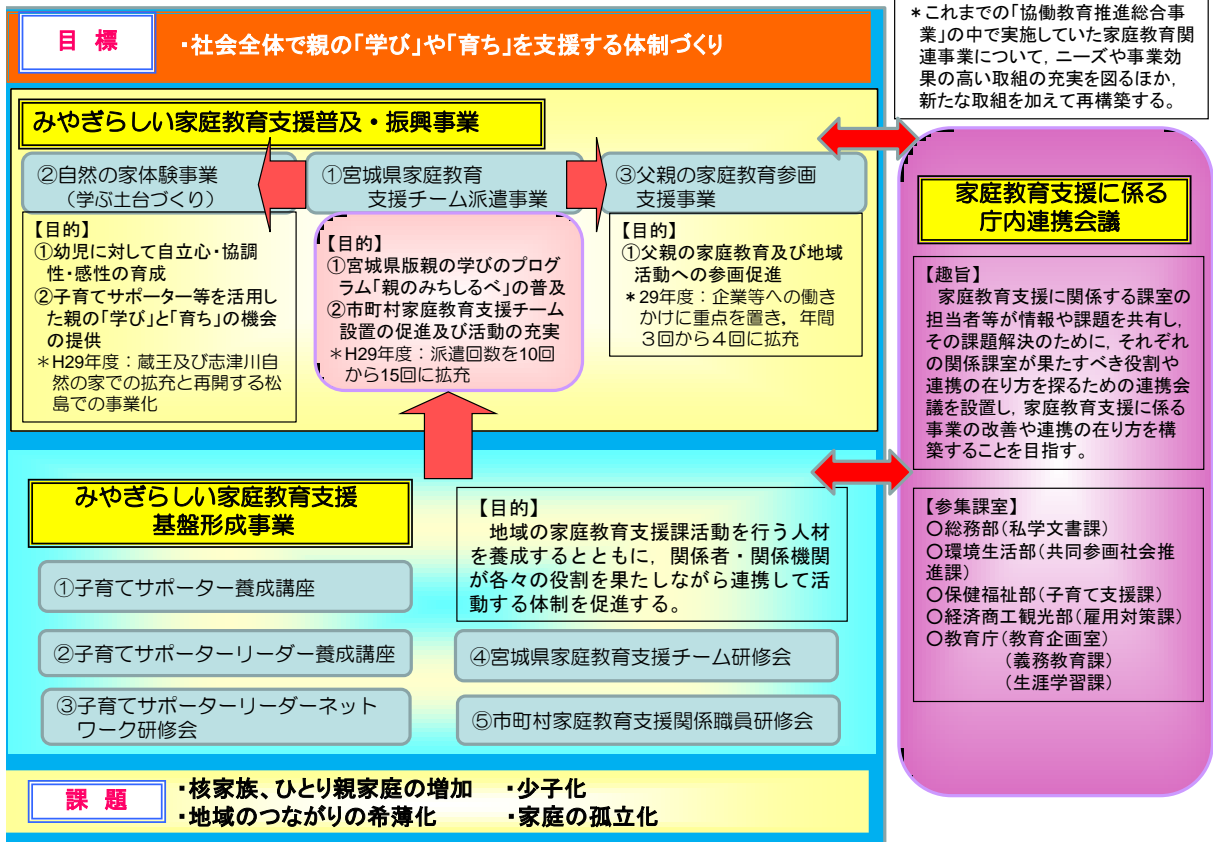 目 標
・社会全体で親の「学び」や「育ち」を支援する体制づくり
＊これまでの「協働教育推進総合事
業」の中で実施していた家庭教育関
連事業について，ニーズや事業効
果の高い取組の充実を図るほか，
新たな取組を加えて再構築する。
みやぎらしい家庭教育支援普及・振興事業
②自然の家体験事業
（学ぶ土台づくり）
①宮城県家庭教育
支援チーム派遣事業
③父親の家庭教育参画
支援事業
【目的】
①幼児に対して自立心・協調
性・感性の育成
②子育てサポーター等を活用し
た親の「学び」と「育ち」の機会
の提供
＊H29年度：蔵王及び志津川自
然の家での拡充と再開する松
島での事業化
【目的】
①宮城県版親の学びのプログ
ラム「親のみちしるべ」の普及
②市町村家庭教育支援チーム
設置の促進及び活動の充実
＊H29年度：派遣回数を10回
から15回に拡充
【目的】
①父親の家庭教育及び地域
活動への参画促進
＊29年度：企業等への働き
かけに重点を置き，年間
３回から４回に拡充
家庭教育支援に係る
庁内連携会議
【趣旨】
家庭教育支援に関係する課室の
担当者等が情報や課題を共有し，
その課題解決のために，それぞれ
の関係課室が果たすべき役割や
連携の在り方を探るための連携会
議を設置し，家庭教育支援に係る
事業の改善や連携の在り方を構
築することを目指す。
【参集課室】
〇総務部（私学文書課）
〇環境生活部（共同参画社会推
進課）
〇保健福祉部（子育て支援課）
〇経済商工観光部（雇用対策課）
〇教育庁（教育企画室）
（義務教育課）
（生涯学習課）
みやぎらしい家庭教育支援
基盤形成事業
【目的】
地域の家庭教育支援課活動を行う人材
を養成するとともに，関係者・関係機関
が各々の役割を果たしながら連携して活
動する体制を促進する。
①子育てサポーター養成講座
②子育てサポーターリーダー養成講座
③子育てサポーターリーダーネット
ワーク研修会
④宮城県家庭教育支援チーム研修会
⑤市町村家庭教育支援関係職員研修会
課 題
・核家族、ひとり親家庭の増加 ・少子化
・地域のつながりの希薄化 ・家庭の孤立化